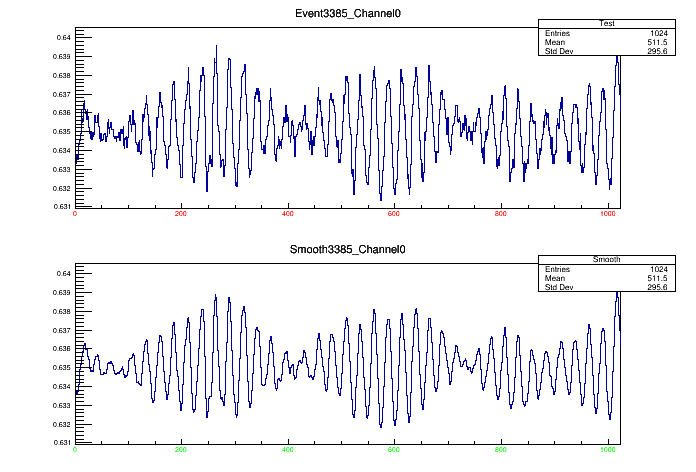 Event3385_Channel0
Test
Entries 1024
Mean 511.5
Std Dev 295.6
0.64
0.639
0.638
0.637
0.636
0.635
0.634
0.633
0.632
0.631
0 200 400 600 800 1000
Smooth3385_Channel0
Smooth
Entries 1024
Mean 511.5
Std Dev 295.6
0.64
0.639
0.638
0.637
0.636
0.635
0.634
0.633
0.632
0.631
0 200 400 600 800 1000